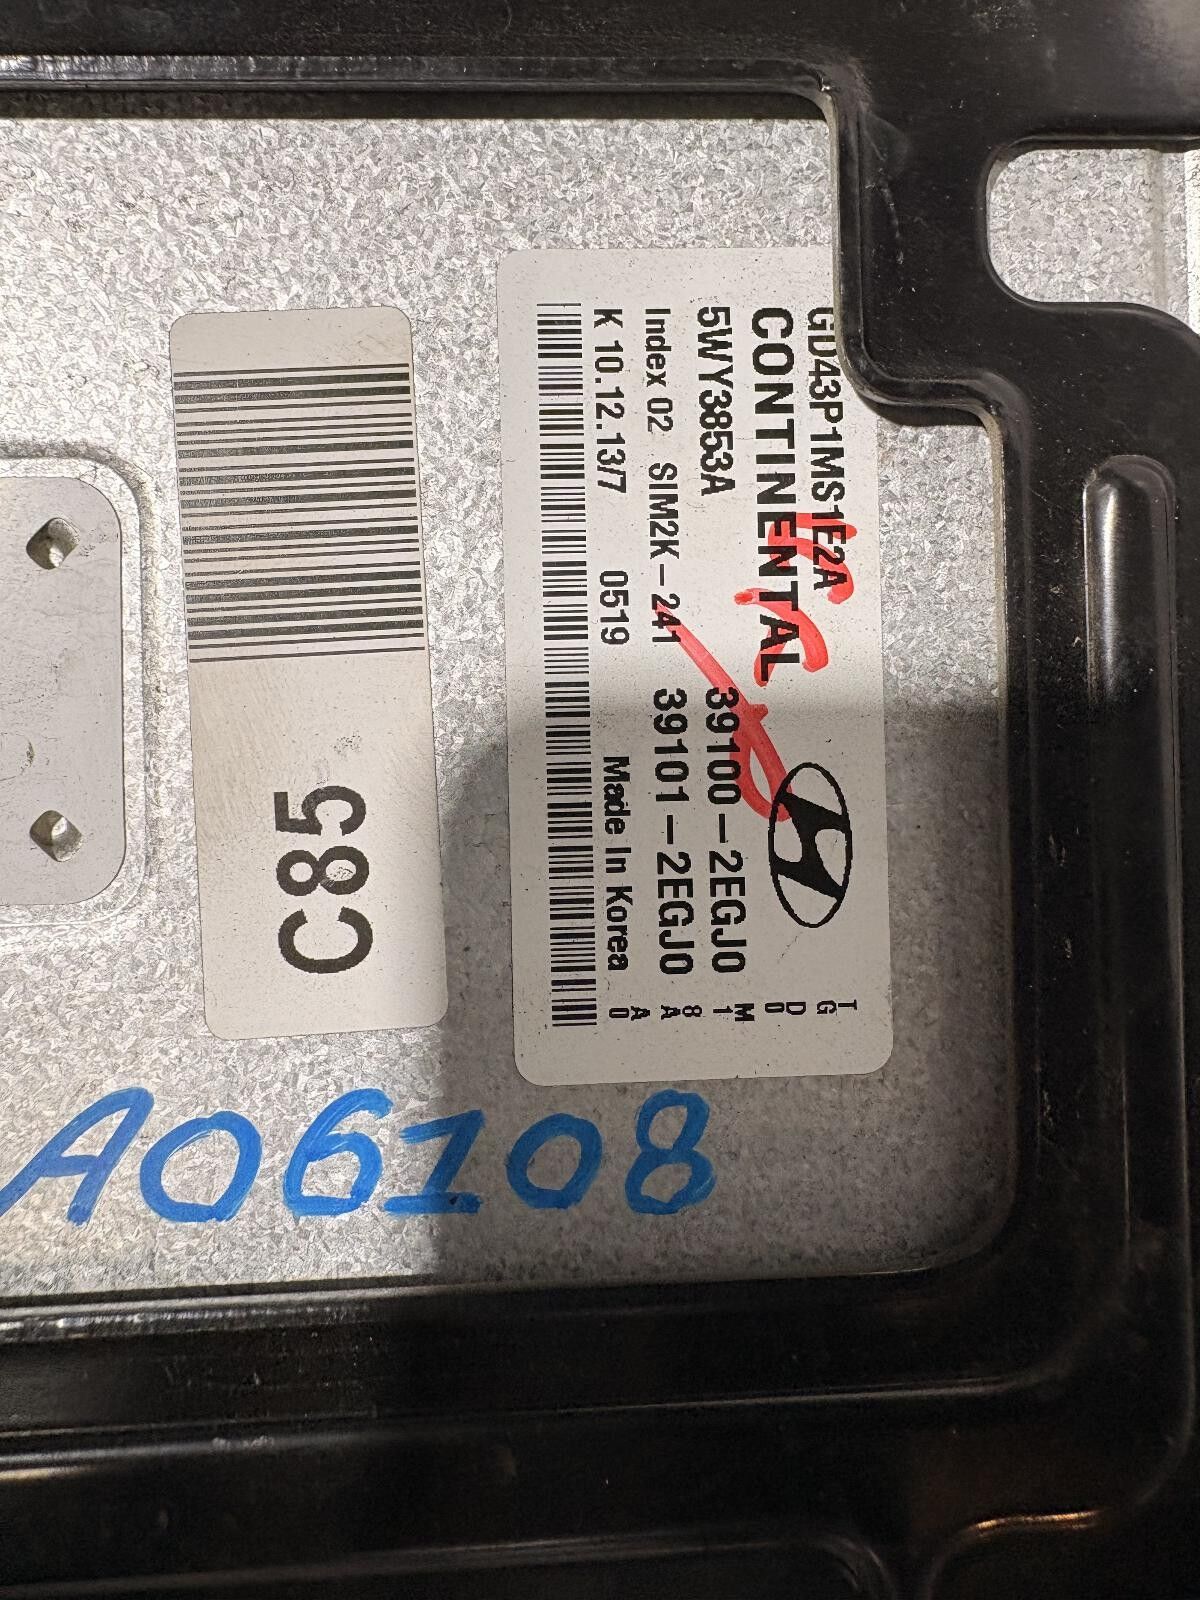 GD43P1MS1E2A
CONTINENTAL
5WY3853A 39100-2EGJ0
Index 02 SIM2K-241 39101-2EGJ0
K 10.12.13/7 0519 Made In Korea
TGD0M18AA0
C85
A06108